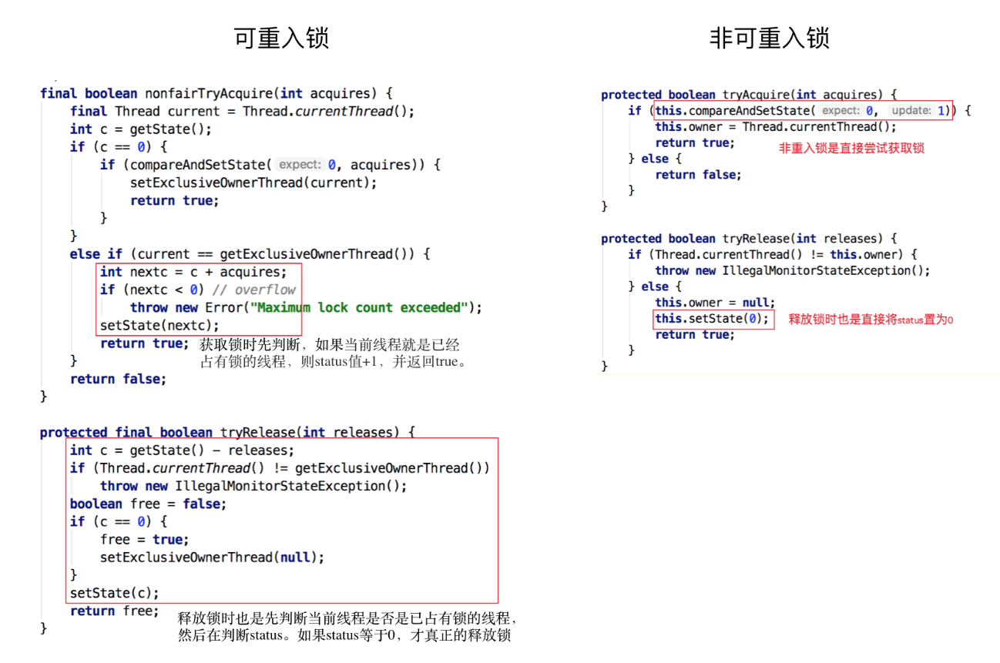 可重入锁
final boolean nonfairTryAcquire(int acquires) {
final Thread current = Thread.currentThread();
int c = getState();
if (c == 0) {
if (compareAndSetState( expect: 0, acquires)) {
setExclusiveOwnerThread(current);
return true;
}
}
else if (current == getExclusiveOwnerThread()) {
int nextc = c + acquires;
if (nextc < 0) // overflow
throw new Error("Maximum lock count exceeded");
setState(nextc);
return true; 获取锁时先判断，如果当前线程就是已经
} 占有锁的线程，则status值+1，并返回true。
return false;
}
protected final boolean tryRelease(int releases) {
int c = getState() - releases;
if (Thread.currentThread() != getExclusiveOwnerThread())
throw new IllegalMonitorStateException();
boolean free = false;
if (c == 0) {
free = true;
setExclusiveOwnerThread(null);
}
setState(c);
return free; 释放锁时也是先判断当前线程是否是已占有锁的线程，
} 然后在判断status。如果status等于0，才真正的释放锁
非可重入锁
protected boolean tryAcquire(int acquires) {
if (this.compareAndSetState( expect: 0, update: 1)) {
this.owner = Thread.currentThread();
return true; 非重入锁是直接尝试获取锁
} else {
return false;
}
}
protected boolean tryRelease(int releases) {
if (Thread.currentThread() != this.owner) {
throw new IllegalMonitorStateException();
} else {
this.owner = null;
this.setState(0); 释放锁时也是直接将status置为0
return true;
}
}